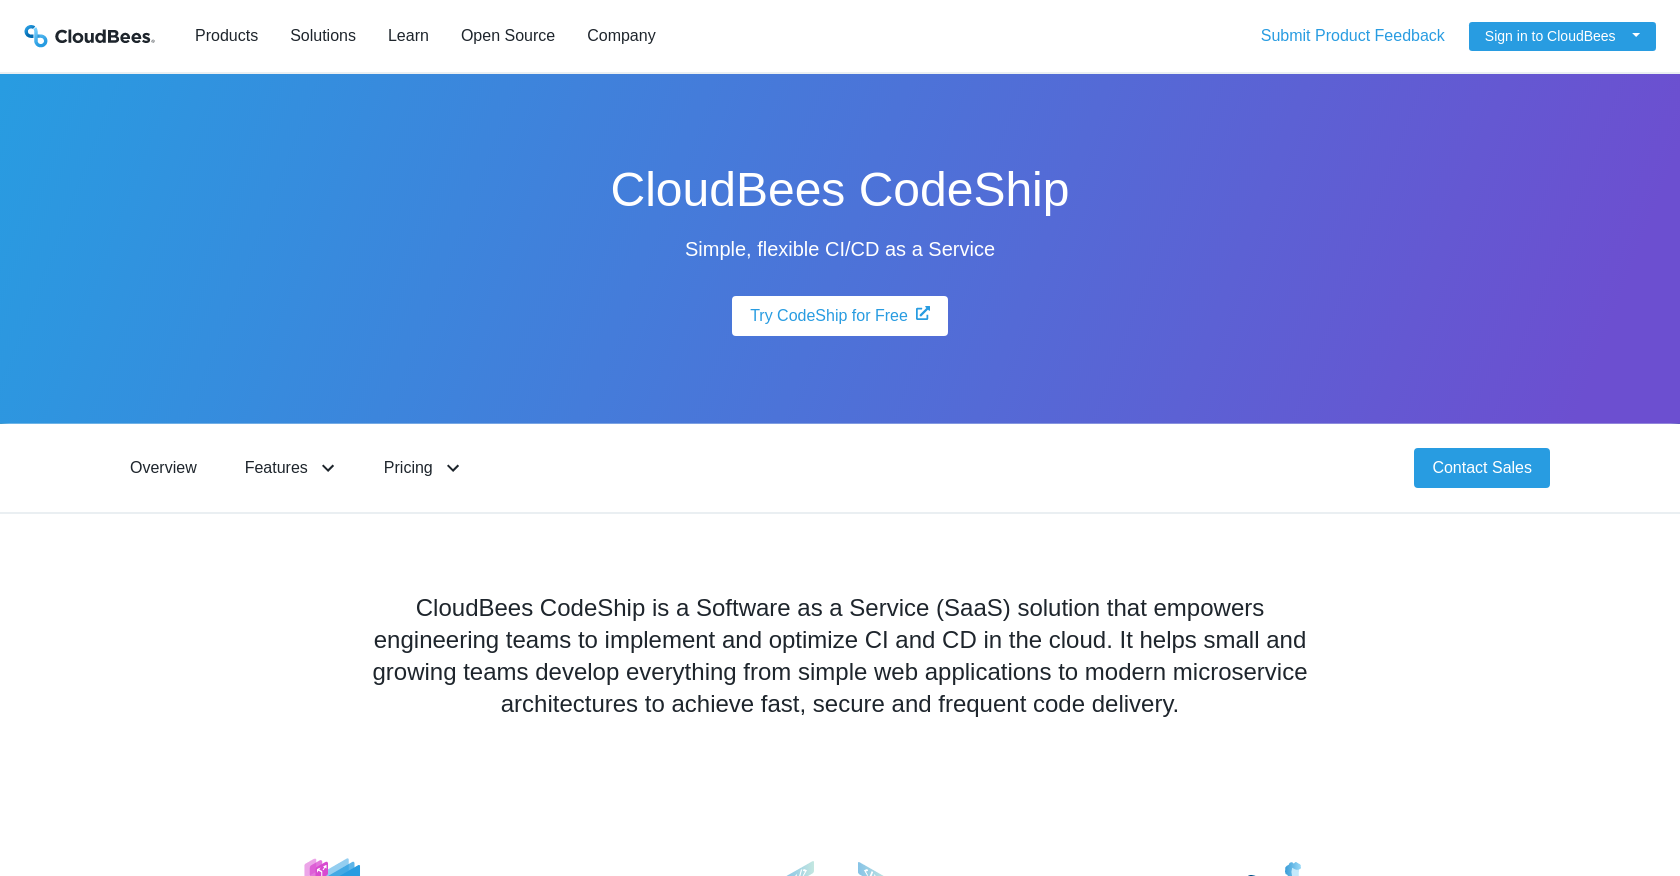 CloudBees
Products
Solutions
Learn
Open Source
Company
Submit Product Feedback
Sign in to CloudBees
CloudBees CodeShip
Simple, flexible CI/CD as a Service
Try CodeShip for Free
Overview
Features
Pricing
Contact Sales
CloudBees CodeShip is a Software as a Service (SaaS) solution that empowers
engineering teams to implement and optimize CI and CD in the cloud. It helps small and
growing teams develop everything from simple web applications to modern microservice
architectures to achieve fast, secure and frequent code delivery.